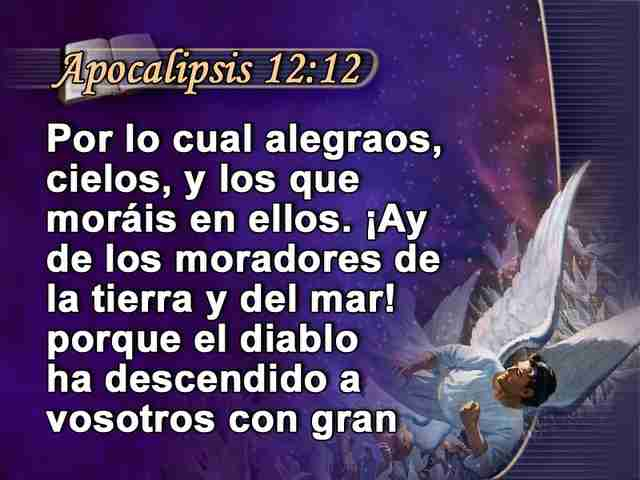 Apocalipsis 12:12
Por lo cual alegraos,
cielos, y los que
moráis en ellos. ¡Ay
de los moradores de
la tierra y del mar!
porque el diablo
ha descendido a
vosotros con gran